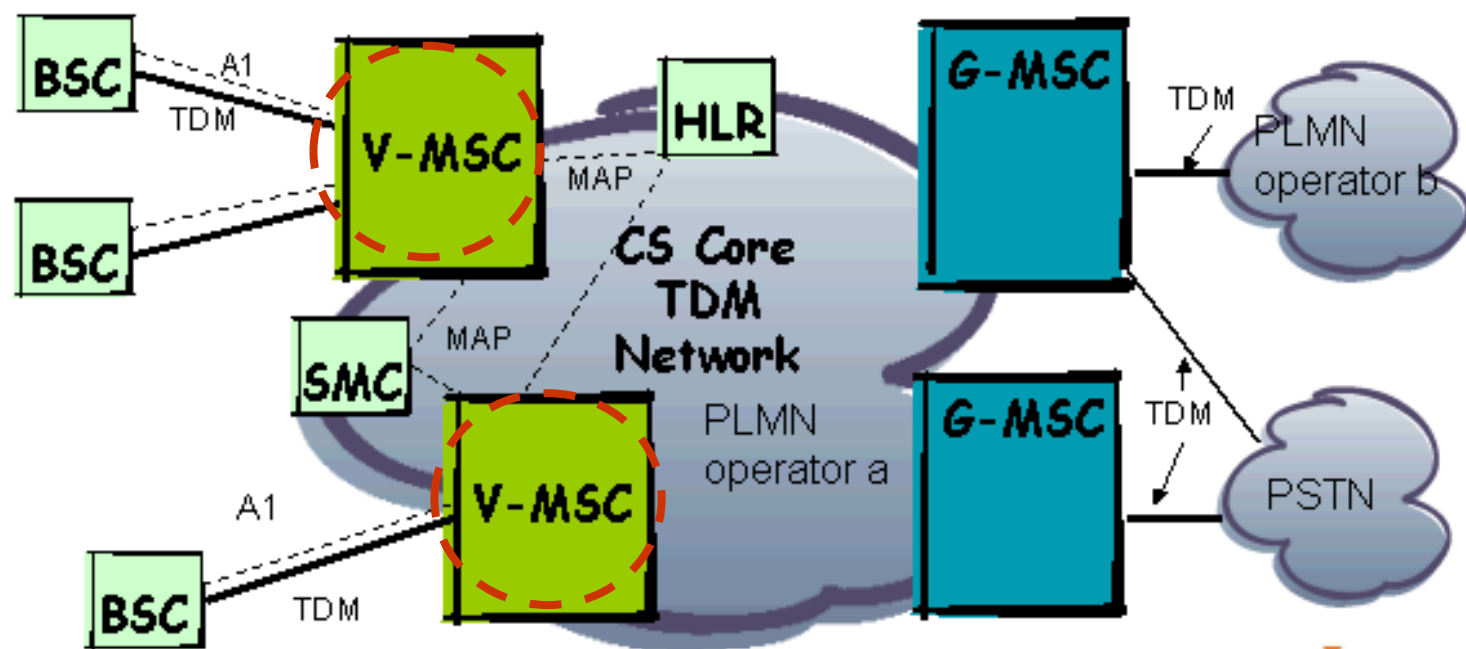 BSC
A1
TDM
V-MSC
HLR
MAP
G-MSC
TDM
PLMN
operator b
BSC
CS Core
TDM
Network
SMC
MAP
V-MSC
PLMN
operator a
G-MSC
TDM
PSTN
A1
BSC
TDM